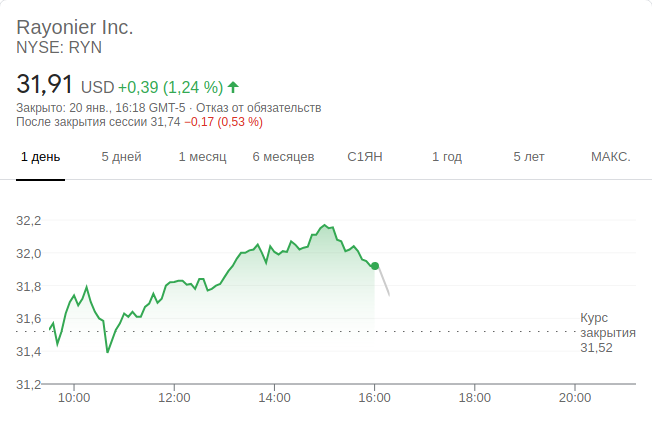 Rayonier Inc.
NYSE: RYN
31,91 USD +0,39 (1,24 %)
Закрыто: 20 янв., 16:18 GMT-5 · Отказ от обязательств
После закрытия сессии 31,74 −0,17 (0,53 %)
1 день 5 дней 1 месяц 6 месяцев С1ЯН 1 год 5 лет МАКС.
32,2
32,0
31,8
31,6
31,4
31,2
Курс
закрытия
31,52
10:00 12:00 14:00 16:00 18:00 20:00